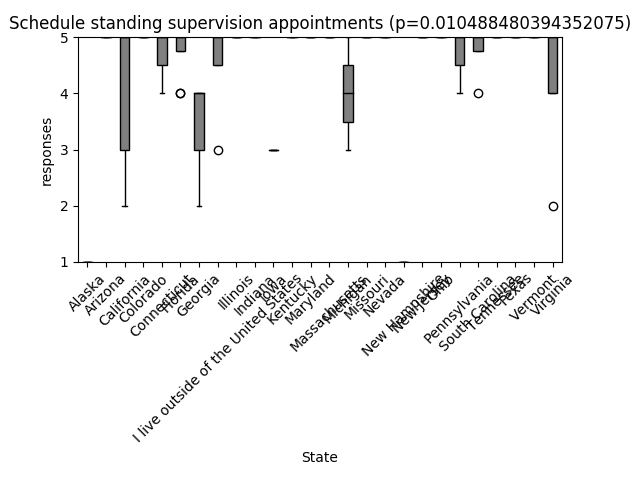 Schedule standing supervision appointments (p=0.010488480394352075)
5
4
3
2
1
responses
Alaska
Arizona
California
Colorado
Connecticut
Florida
Georgia
I live outside of the United States
Illinois
Indiana
Iowa
Kentucky
Maryland
Massachusetts
Michigan
Missouri
Nevada
New Hampshire
New Jersey
Ohio
Pennsylvania
South Carolina
Tennessee
Texas
Vermont
Virginia
State